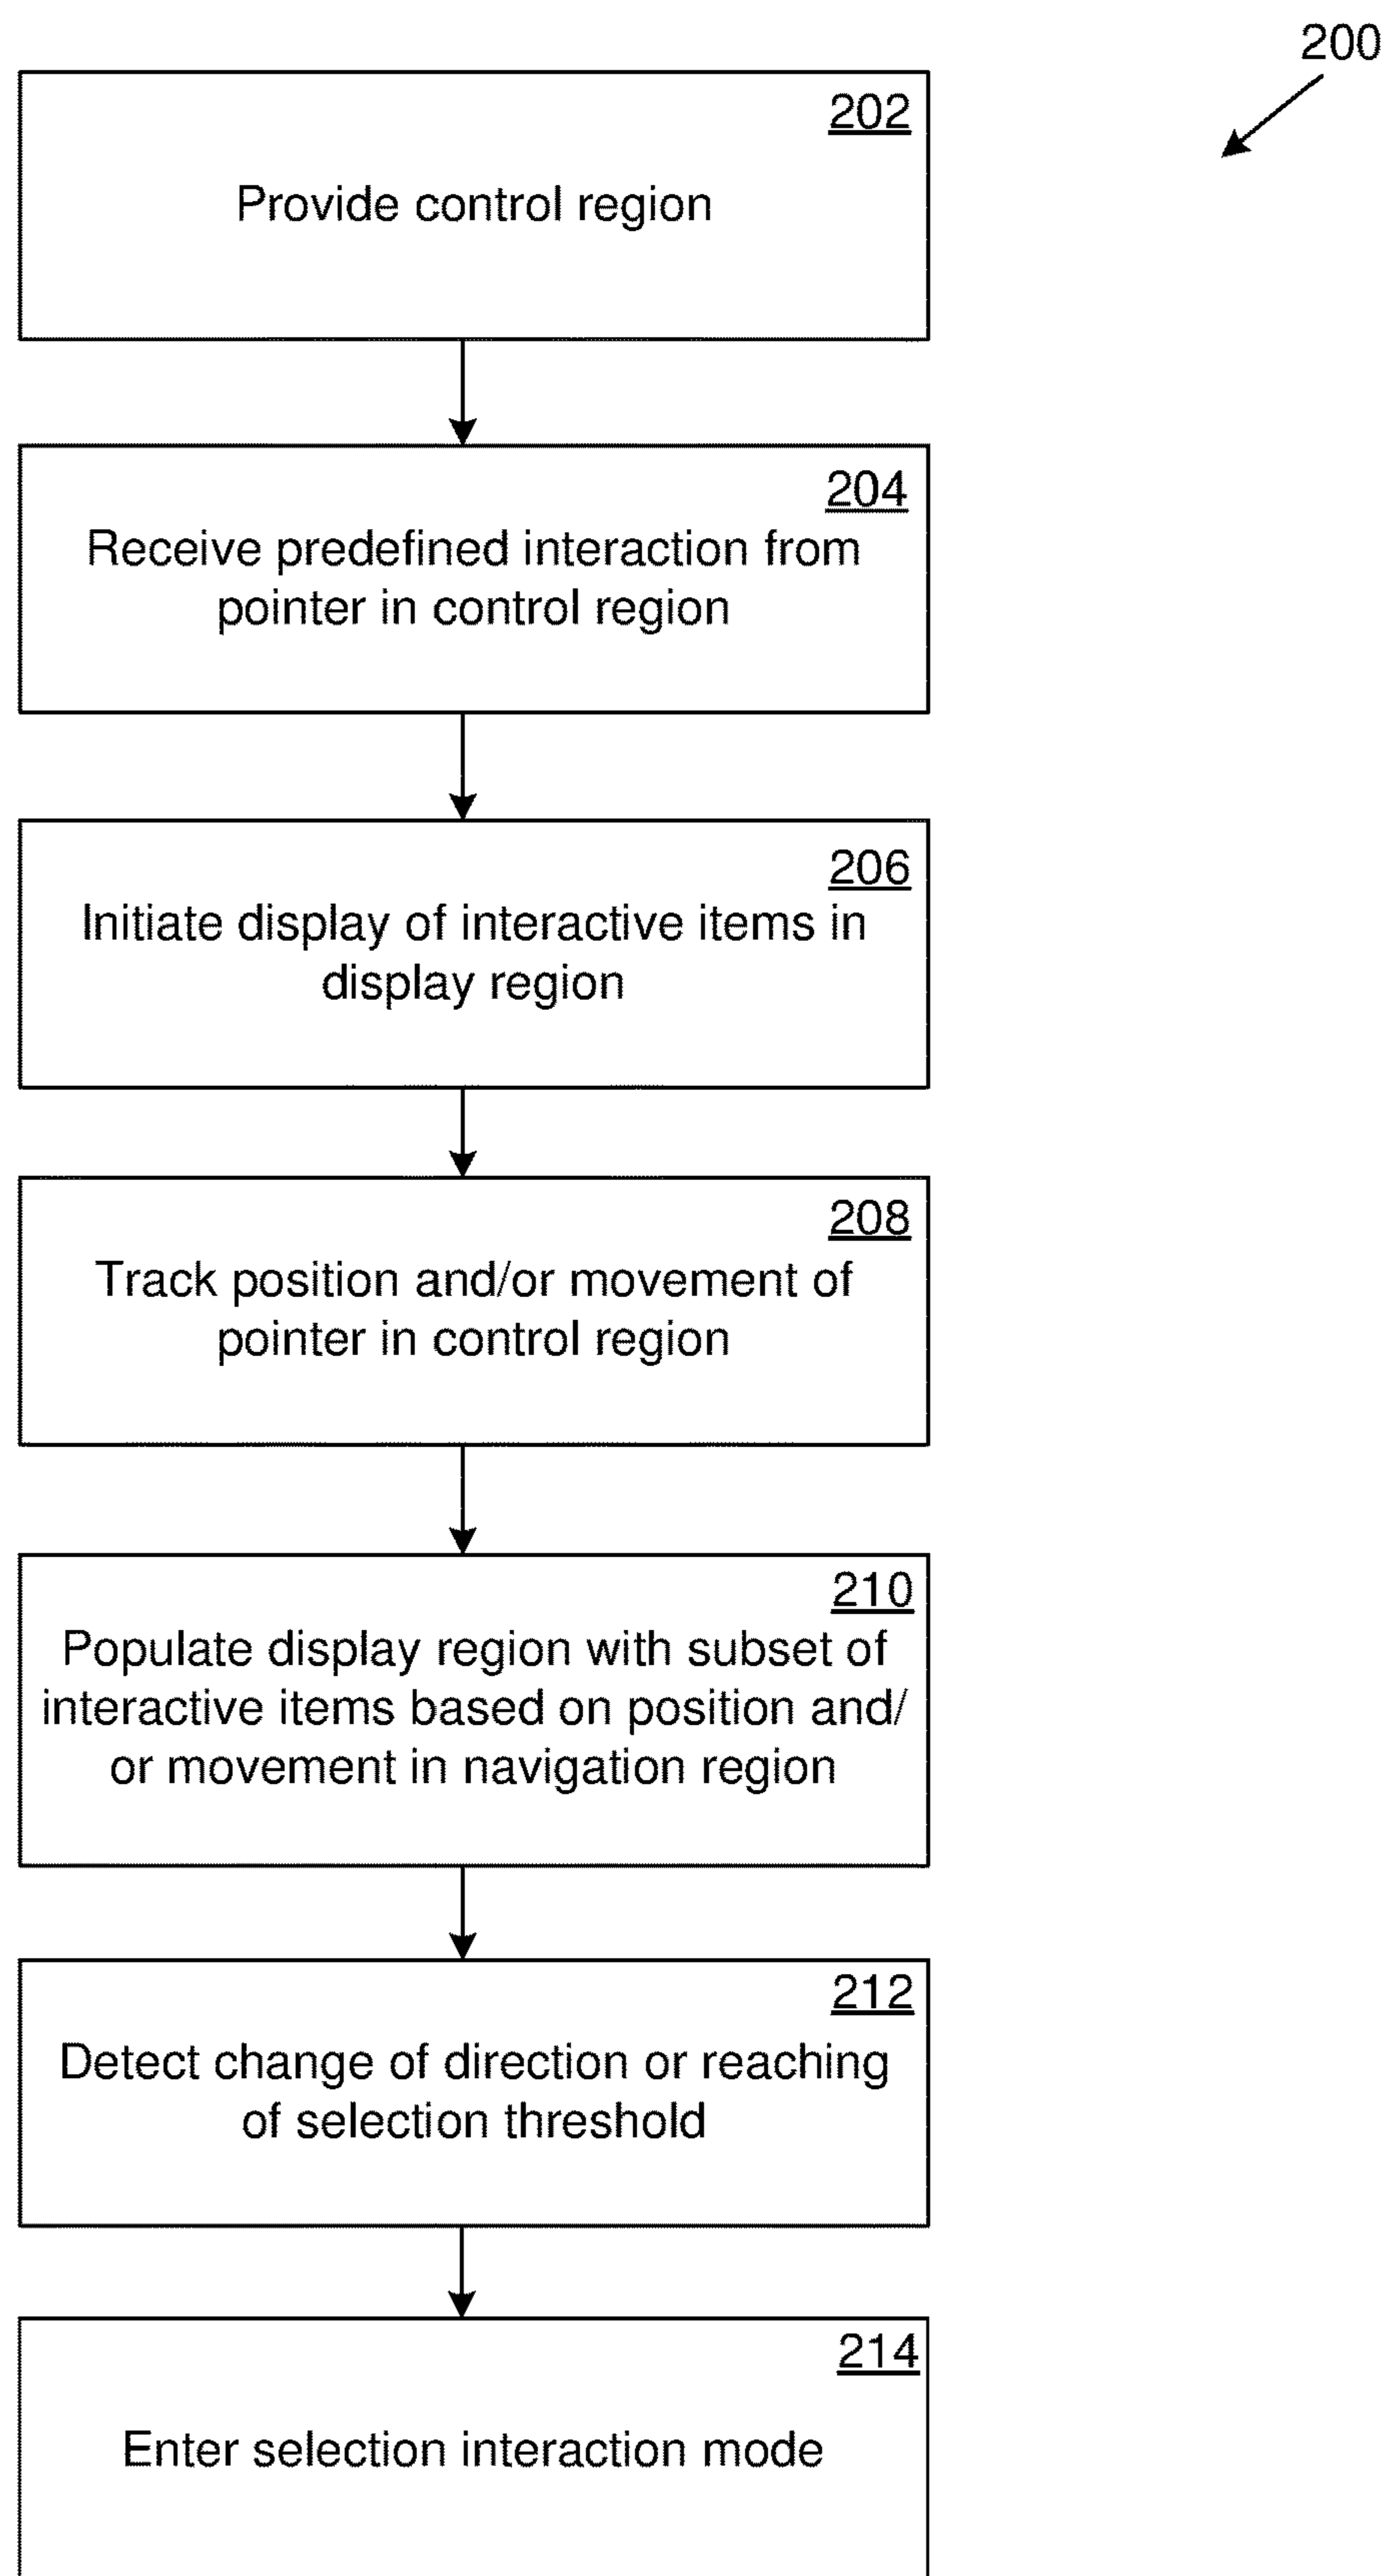 200
202
Provide control region
204
Receive predefined interaction from
pointer in control region
206
Initiate display of interactive items in
display region
208
Track position and/or movement of
pointer in control region
210
Populate display region with subset of
interactive items based on position and/
or movement in navigation region
212
Detect change of direction or reaching
of selection threshold
214
Enter selection interaction mode